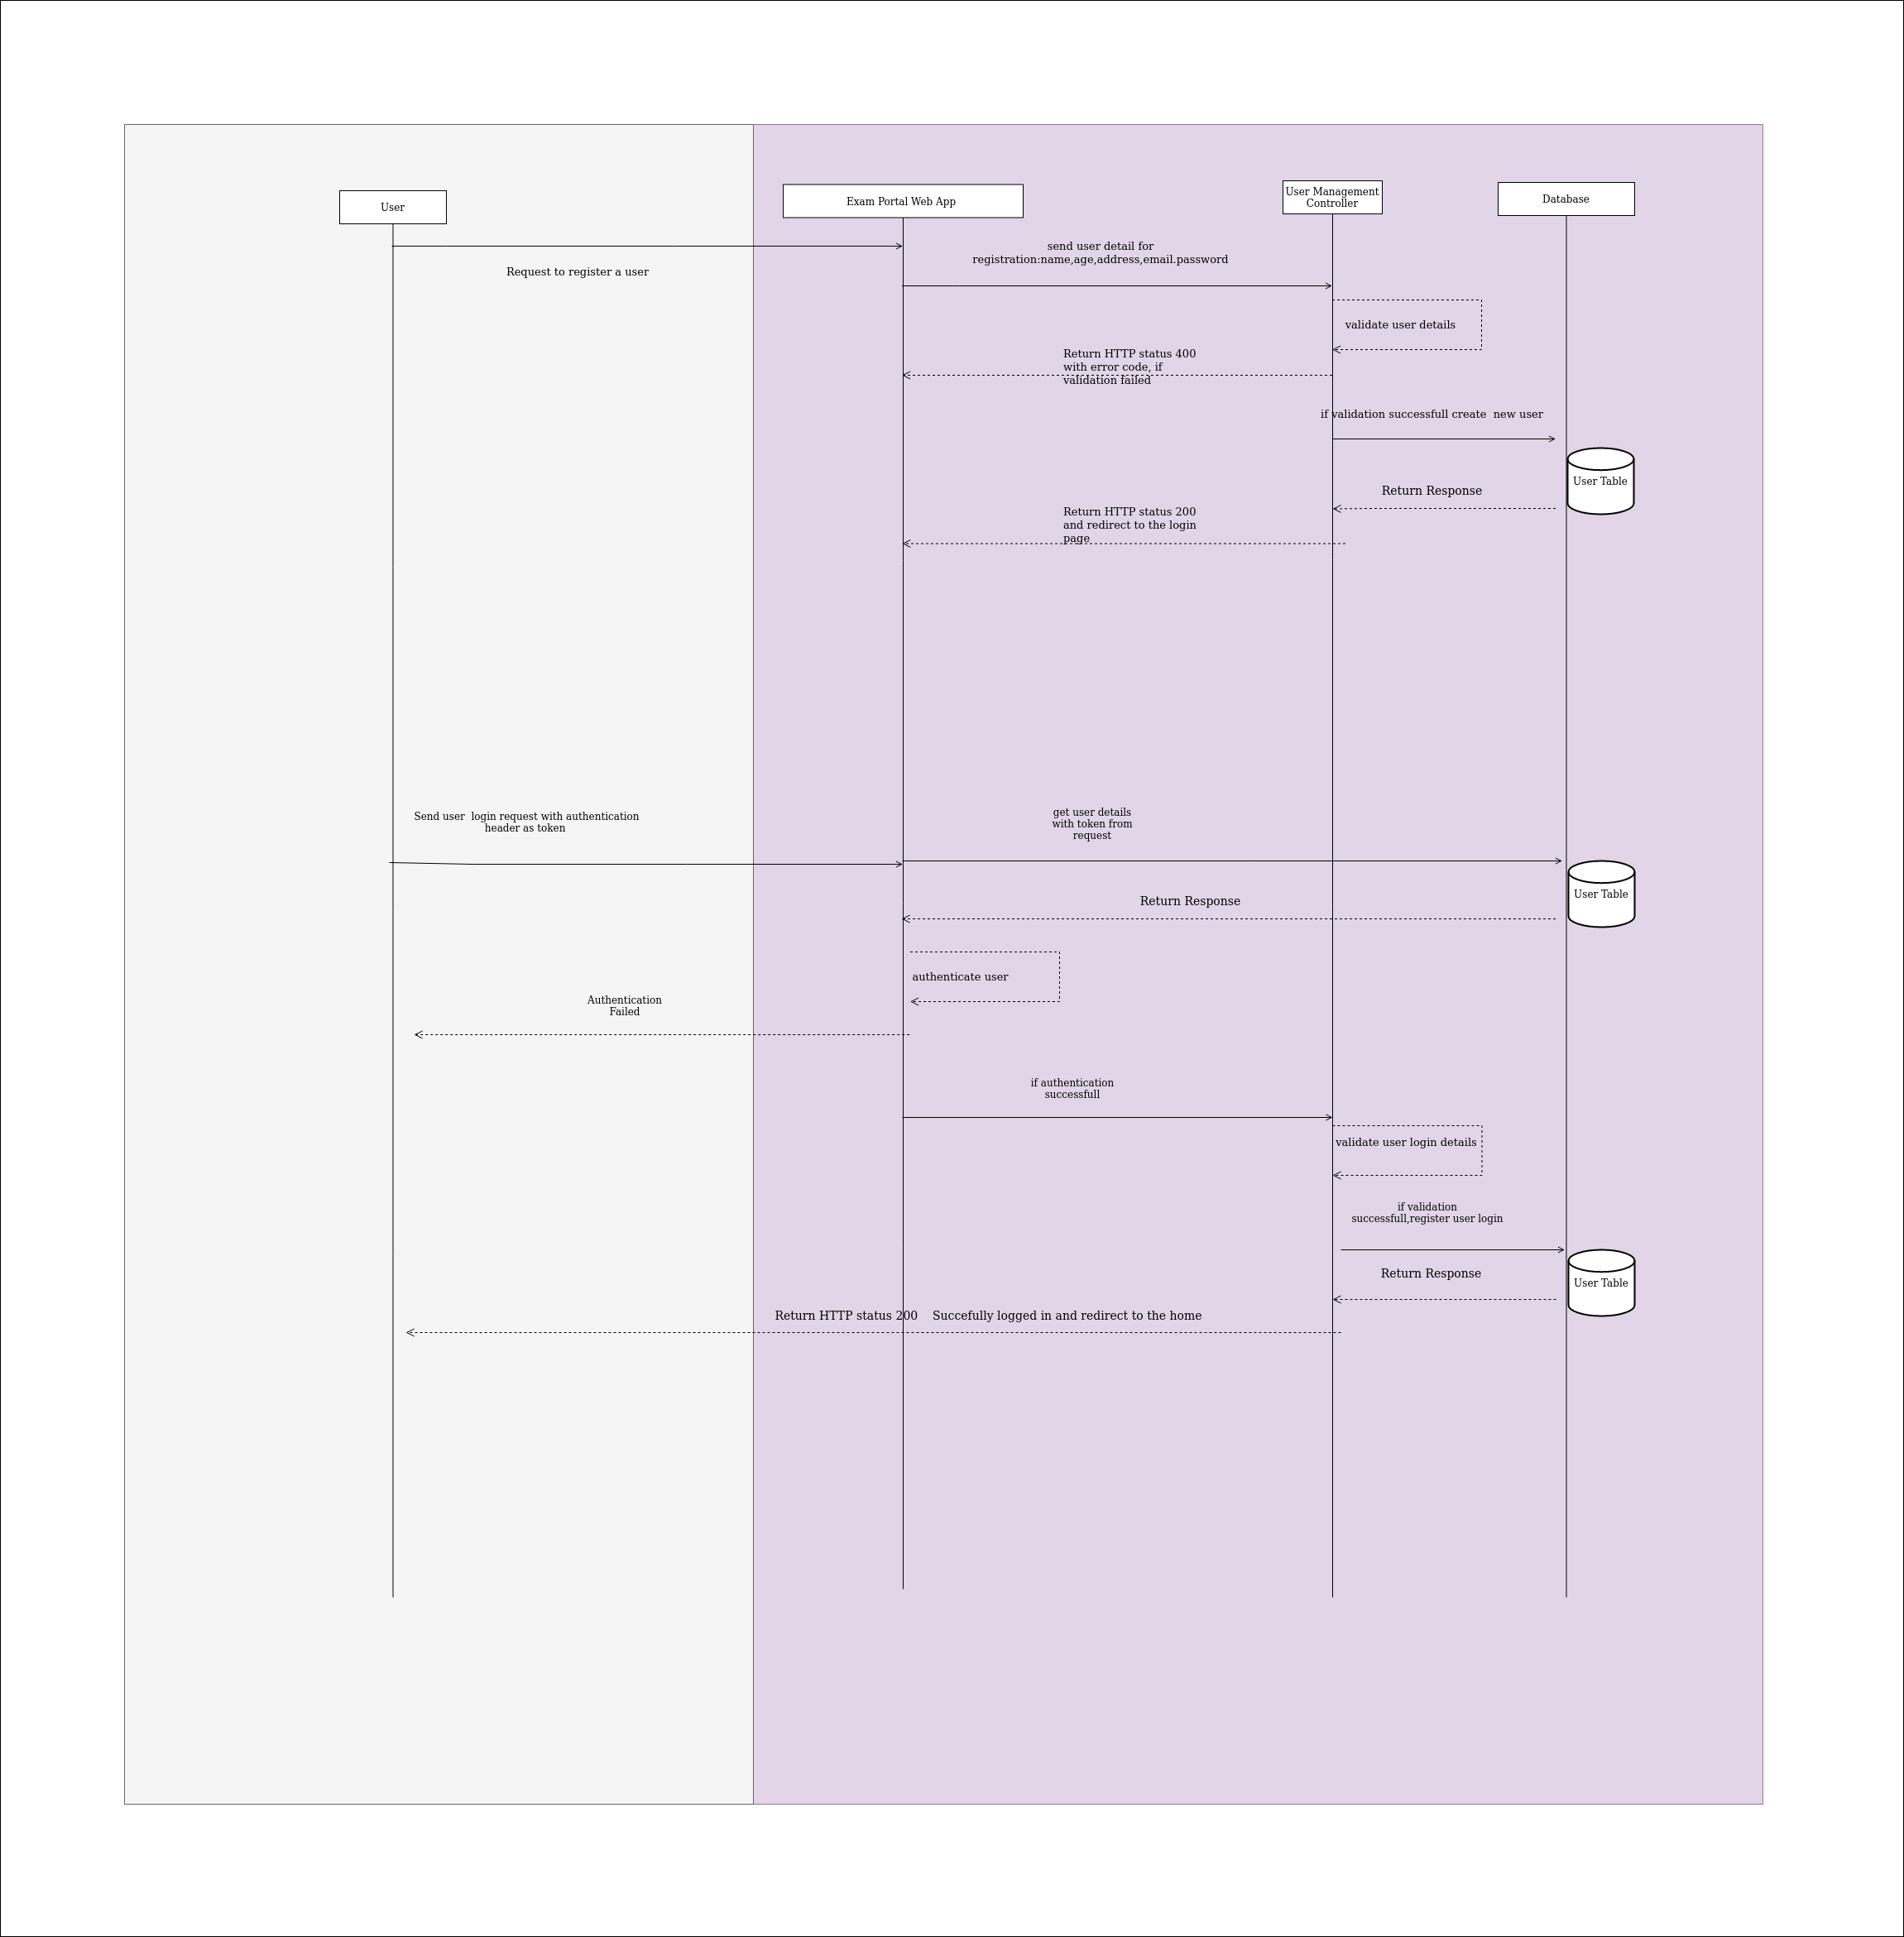 User
Exam Portal Web App
User Management
Controller
Database
send user detail for
registration:name,age,address,email.password
Request to register a user
validate user details
Return HTTP status 400
with error code, if
validation failed
if validation successfull create  new user
User Table
Return Response
Return HTTP status 200
and redirect to the login
page
Send user  login request with authentication
header as token
get user details
with token from
request
User Table
Return Response
authenticate user
Authentication
Failed
if authentication
successfull
validate user login details
if validation
successfull,register user login
Return Response
User Table
Return HTTP status 200    Succefully logged in and redirect to the home